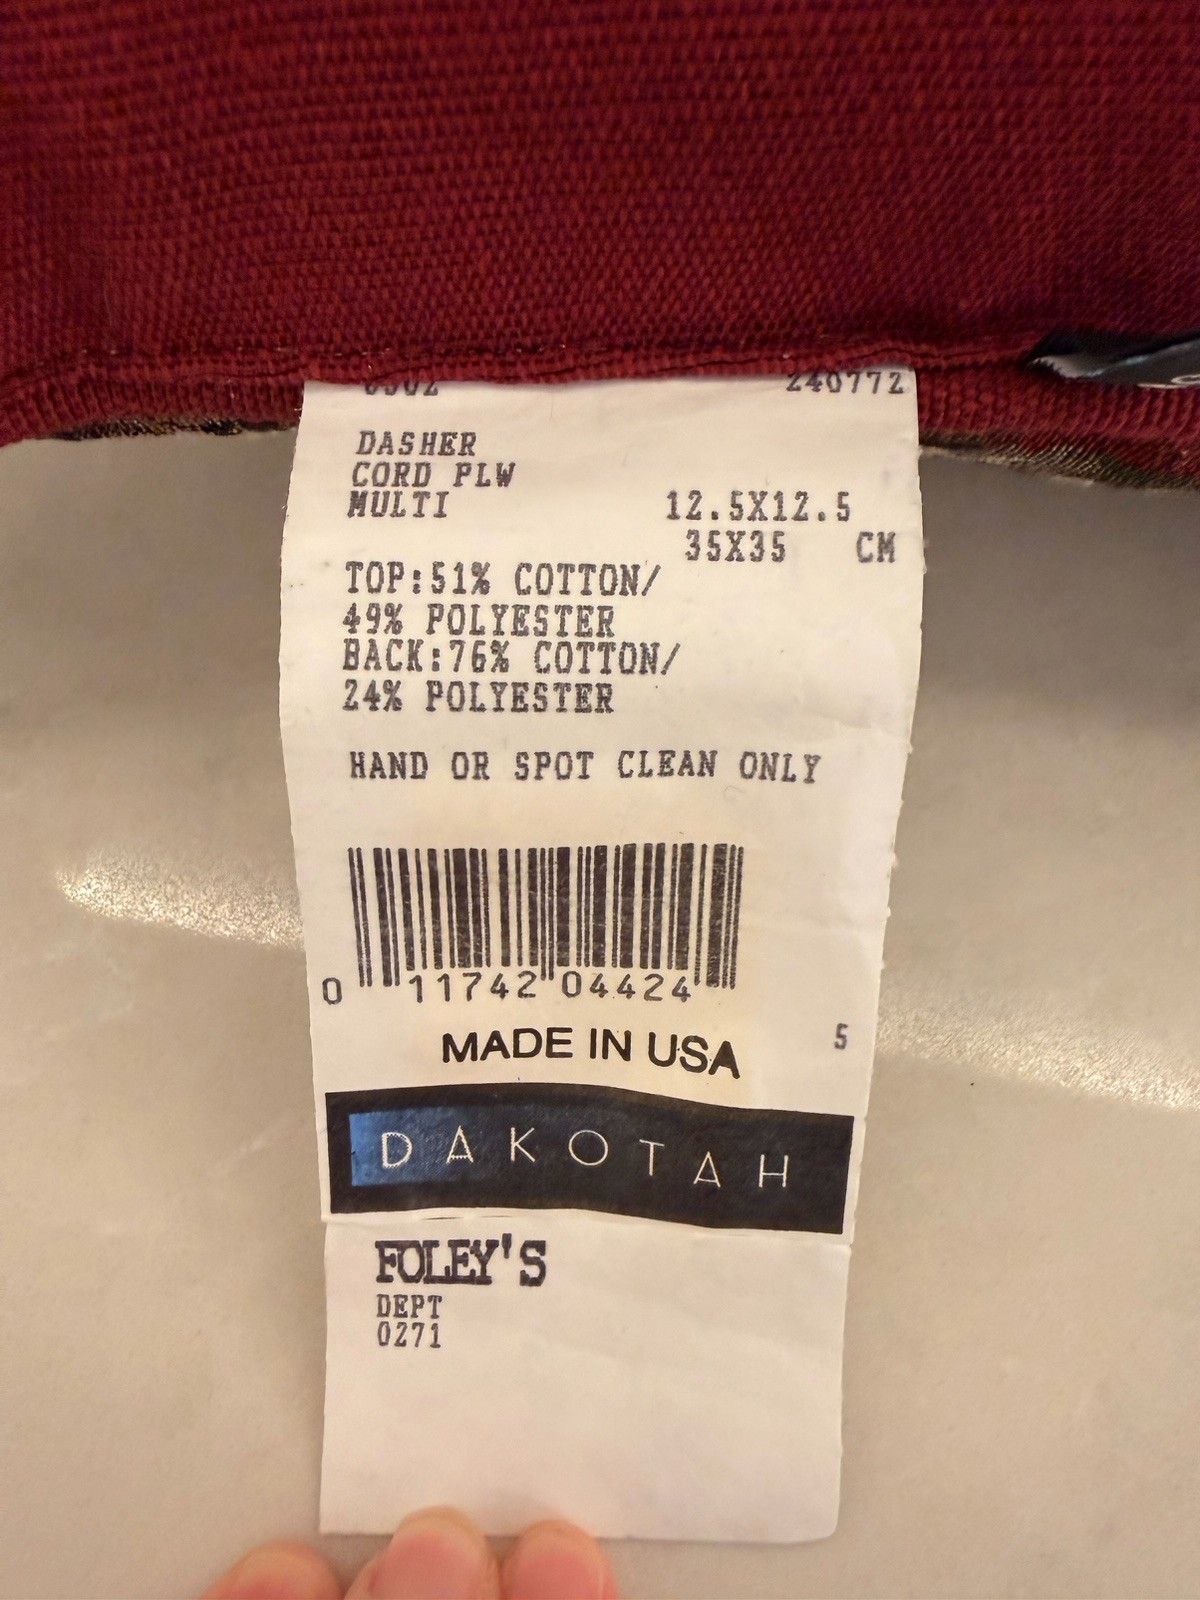 240772
DASHER
CORD PLW
MULTI 12.5X12.5
35X35 CM
TOP:51% COTTON/
49% POLYESTER
BACK:76% COTTON/
24% POLYESTER
HAND OR SPOT CLEAN ONLY
0 11742 04424 5
MADE IN USA
DAKOTAH
FOLEY'S
DEPT
0271